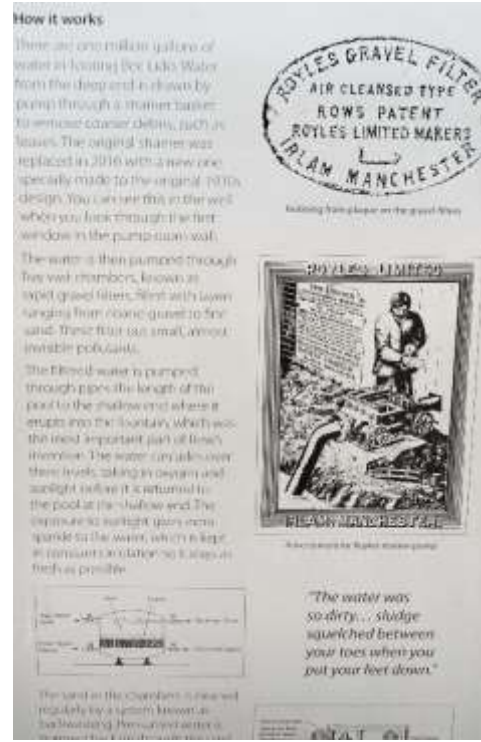 How it works
There are one million gallons of
water in Tooting Bec Lido. Water
from the deep end is drawn by
pump through a strainer basket
to remove coarser debris, such as
leaves. The original strainer was
replaced in 2016 with a new one
specially made to the original 1930s
design. You can see this in the well
when you look through the first
window in the pump room wall.
The water is then pumped through
five vast chambers, known as
rapid gravel filters, filled with layers
ranging from coarse gravel to fine
sand. These filter out small, almost
invisible pollutants.
The filtered water is pumped
through pipes the length of the
pool to the shallow end where it
erupts into the fountain, which was
the most important part of Rows
invention. The water cascades over
three levels, taking in oxygen and
sunlight before it is returned to
the pool at the shallow end. The
exposure to sunlight gives more
sparkle to the water, which is kept
in constant circulation so it stays as
fresh as possible.
The sand in the chambers is cleaned
regularly by a system known as
backwashing. Pressurised water is
ROYLES GRAVEL FILTER
AIR CLEANSED TYPE
ROWS PATENT
ROYLES LIMITED MAKERS
IRLAM MANCHESTER
from plaque on the gravel filters
ROYLES LIMITED
IRLAM, MANCHESTER.
"The water was
so dirty… sludge
squelched between
your toes when you
put your feet down."